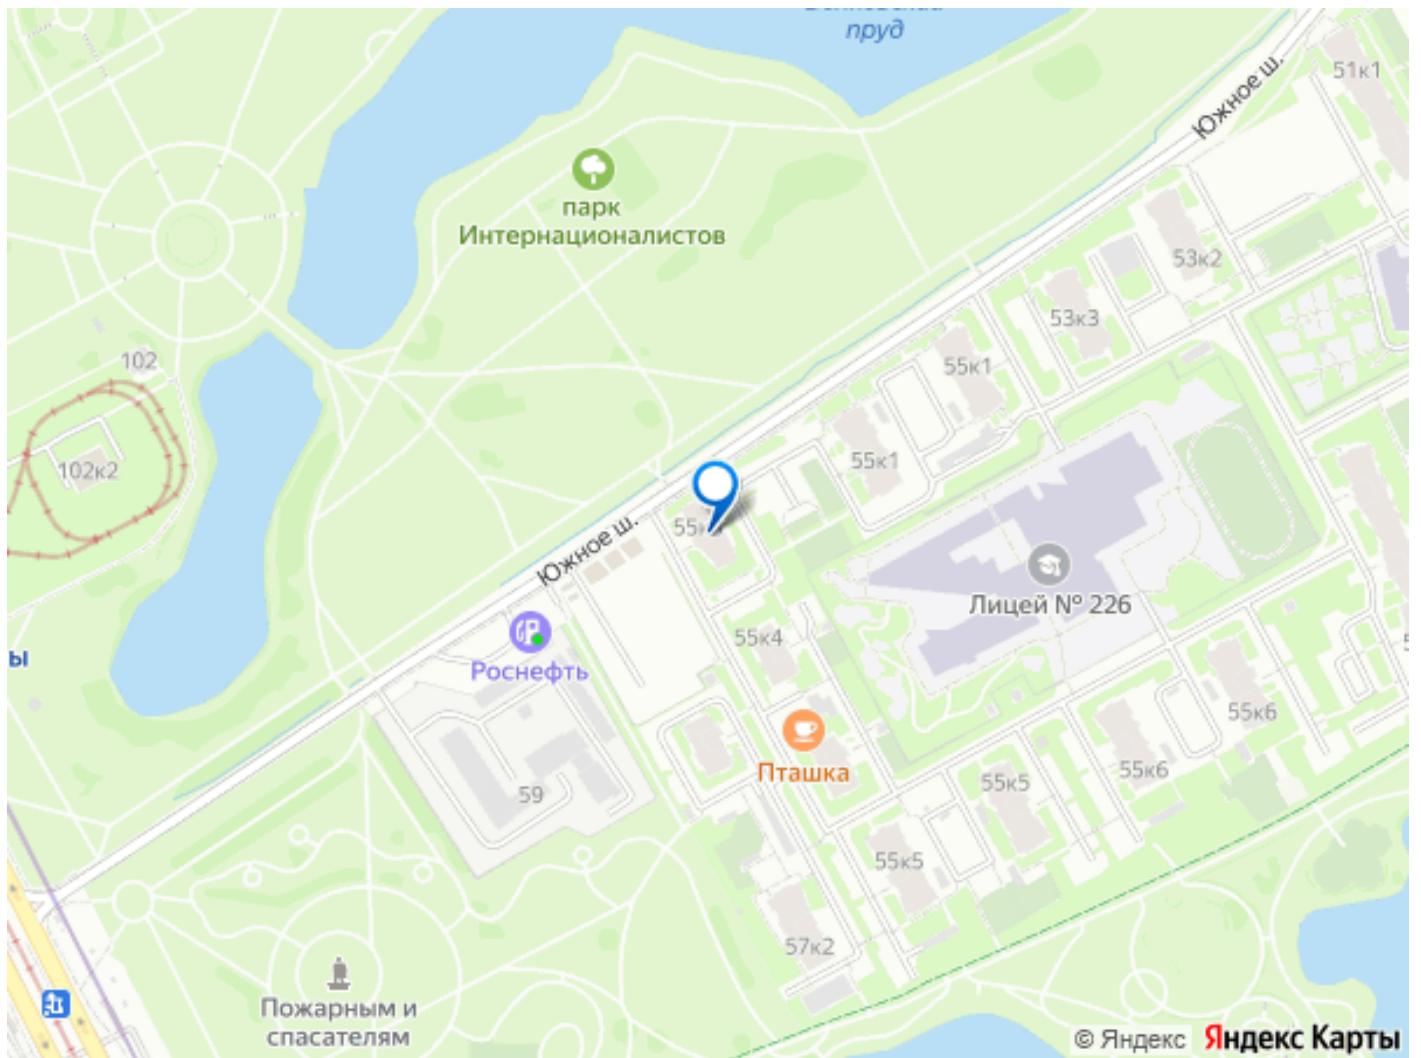 пруд
Южное ш.
51к1
парк
Интернационалистов
53к2
53к3
102
55к1
55к1
102к2
Южное ш.
Лицей № 226
55к4
ы
Роснефть
55к6
55к6
Пташка
55к5
59
55к5
57к2
Пожарным и
спасателям
© Яндекс Яндекс Карты